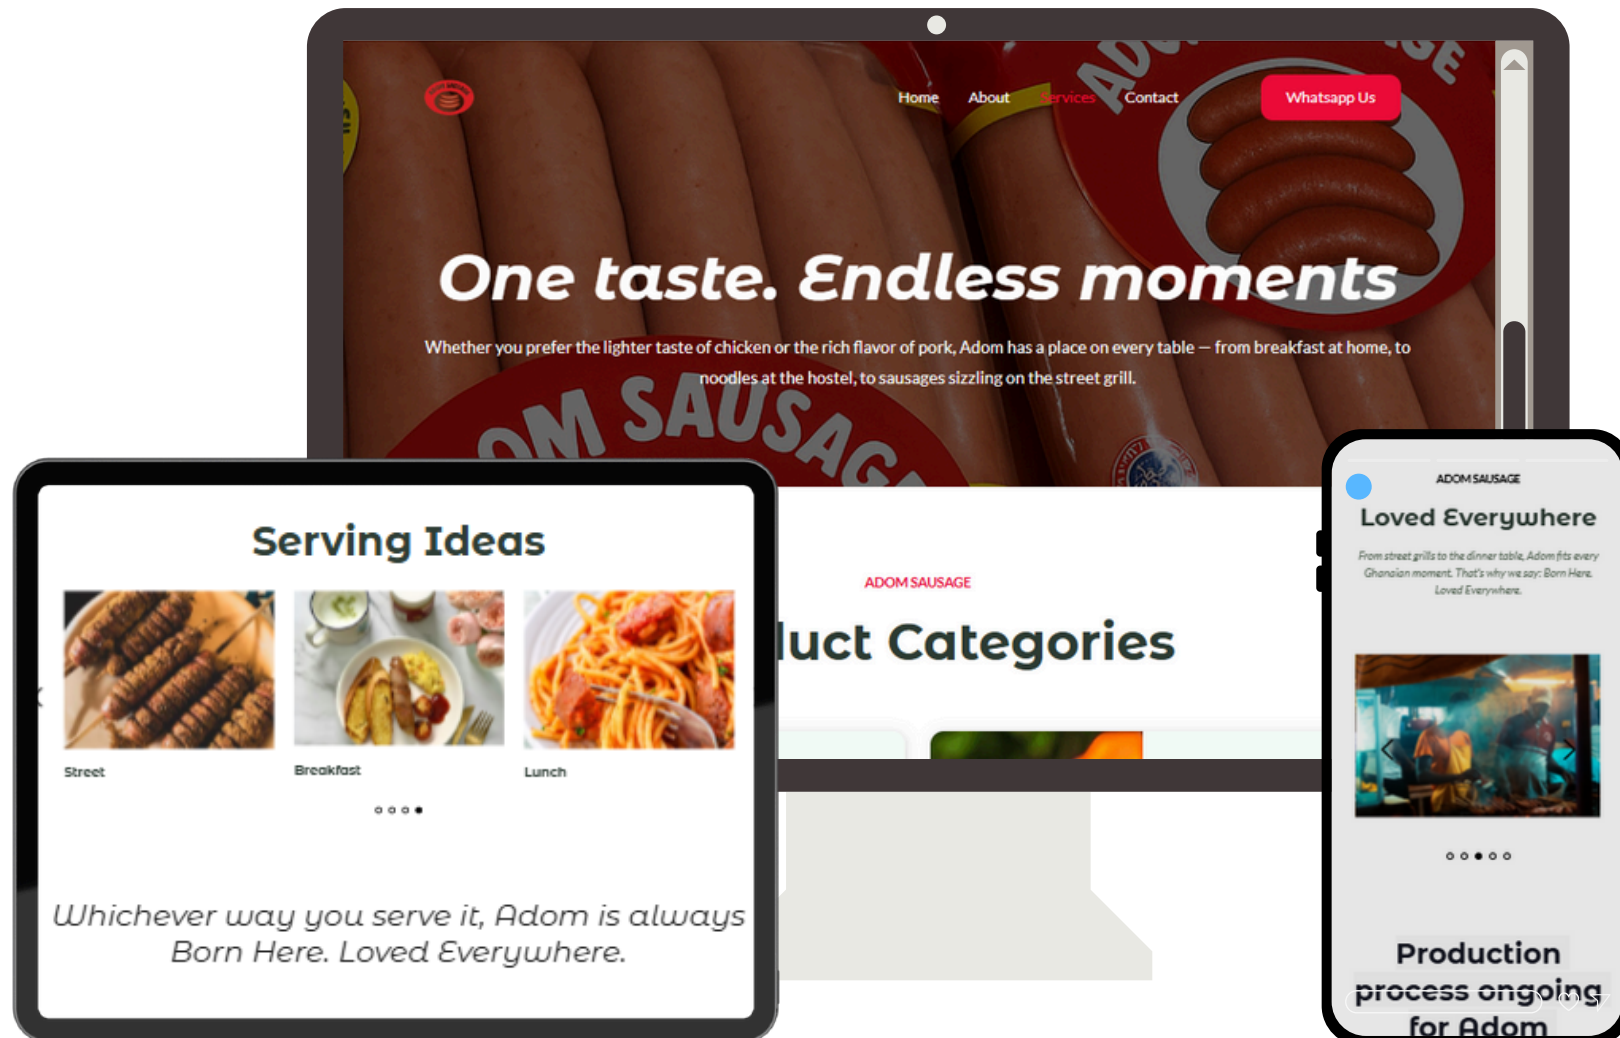 Home About Services Contact Whatsapp Us
One taste. Endless moments
Whether you prefer the lighter taste of chicken or the rich flavor of pork, Adom has a place on every table — from breakfast at home, to
noodles at the hostel, to sausages sizzling on the street grill.
OM SAUSAG
ADOM SAUSAGE
duct Categories
Serving Ideas
Street Breakfast Lunch
Whichever way you serve it, Adom is always
Born Here. Loved Everywhere.
ADOM SAUSAGE
Loved Everywhere
From street grills to the dinner table, Adom fits every
Ghanaian moment. That's why we say: Born Here.
Loved Everywhere.
Production
process ongoing
for Adom